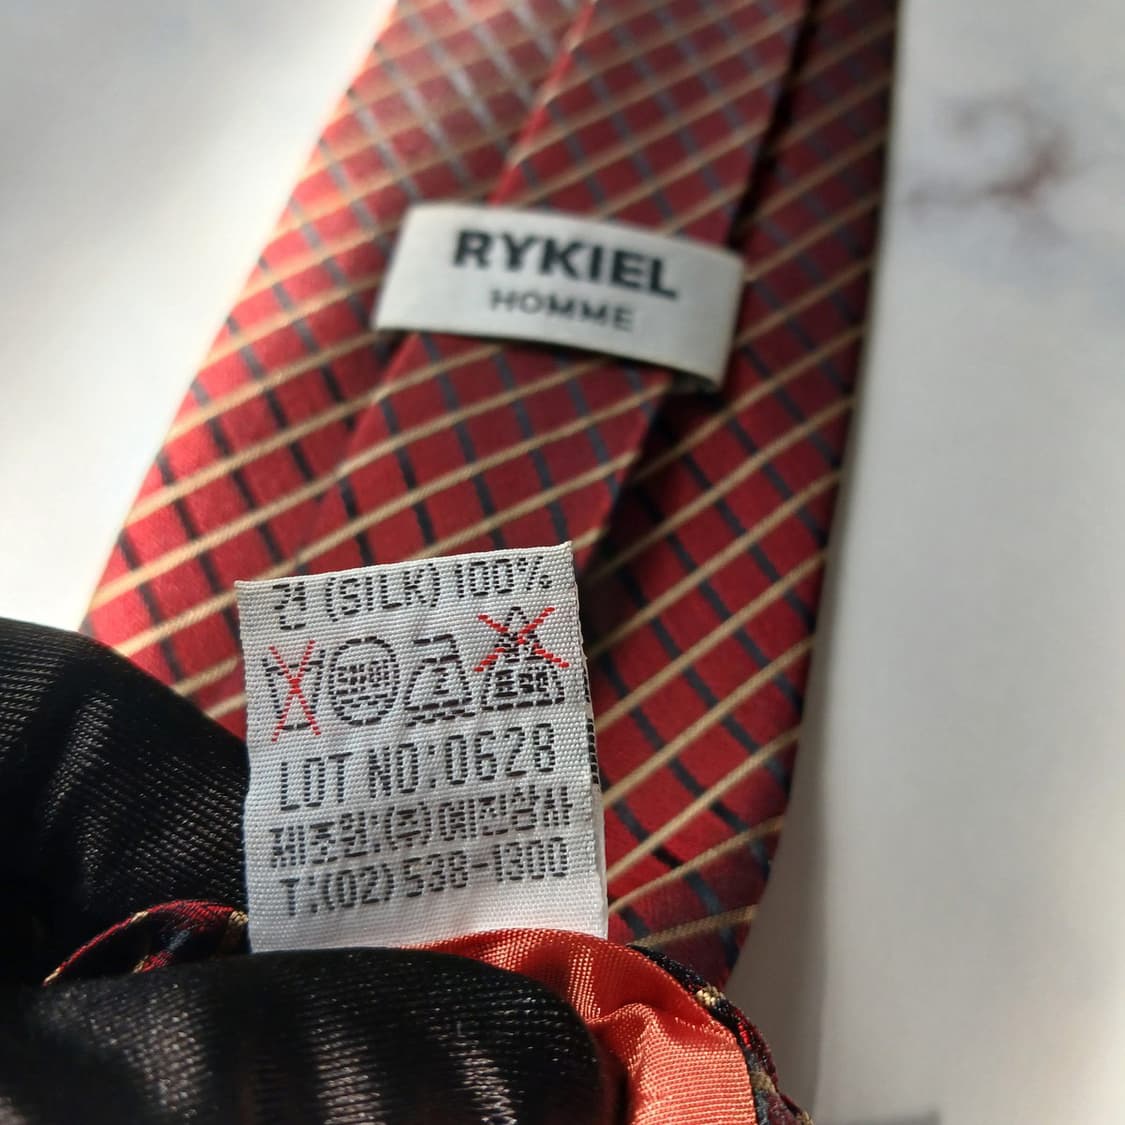 RYKIEL
HOMME
견 (SILK) 100%
LOT NO:0628
제조원:(주)예진상사
T:(02) 538-1300